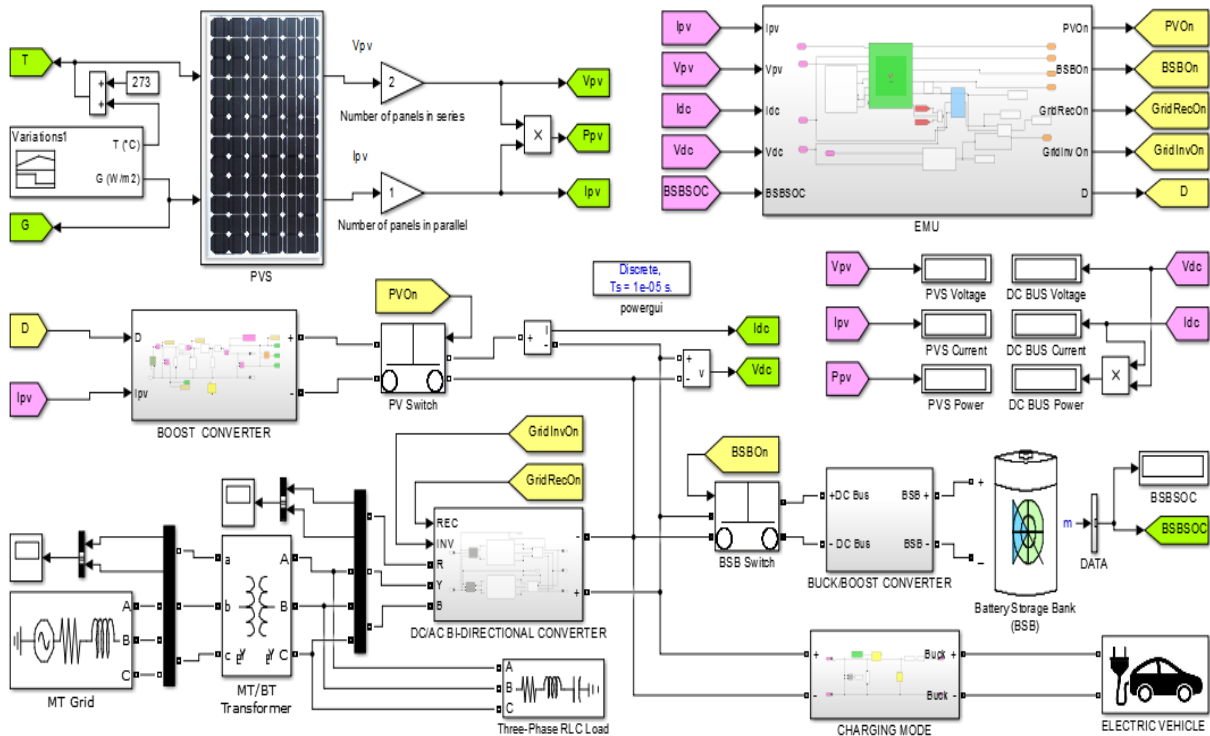 T
273
Variations1
T (°C)
G (W/m2)
G
PVS
Vpv
2
Number of panels in series
Ipv
1
Number of panels in parallel
×
Vpv
Ppv
Ipv
Ipv
Vpv
Idc
Vdc
BSBSOC
Ipv
Vpv
Idc
Vdc
BSBSOC
PVOn
BSBOn
GridRecOn
GridInvOn
D
EMU
PVOn
BSBOn
GridRecOn
GridInvOn
D
Discrete,
Ts = 1e-05 s.
powergui
Vpv
PVS Voltage
DC BUS Voltage
Vdc
Ipv
PVS Current
DC BUS Current
Idc
Ppv
PVS Power
DC BUS Power
×
D
Ipv
D
Ipv
+
-
BOOST CONVERTER
PVOn
PV Switch
+
I
-
Idc
+
-
v
Vdc
GridInvOn
GridRecOn
REC
INV
R
Y
B
-
+
DC/AC BI-DIRECTIONAL CONVERTER
BSBOn
BSB Switch
+DC Bus
- DC Bus
BSB +
BSB -
BUCK/BOOST CONVERTER
+
-
Battery Storage Bank
(BSB)
m
DATA
BSBSOC
BSBSOC
A
B
C
MT Grid
a
b
c
A
B
C
MT/BT
Transformer
A
B
C
Three-Phase RLC Load
+
-
Buck +
Buck -
CHARGING MODE
ELECTRIC VEHICLE